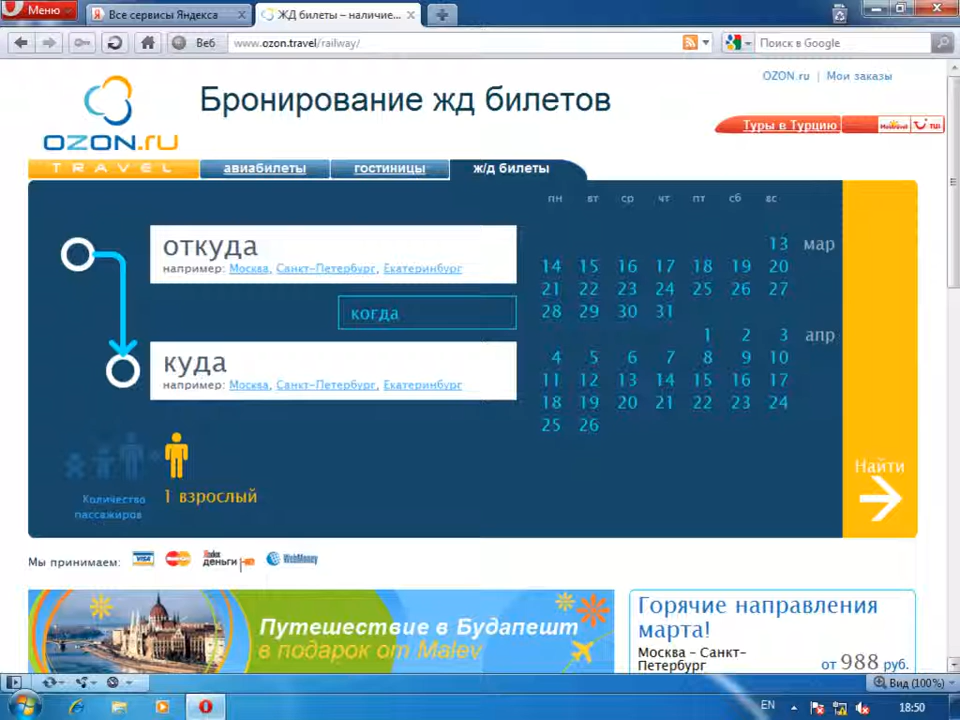 Меню
Все сервисы Яндекса
ЖД билеты – наличие...
Веб
www.ozon.travel/railway/
Поиск в Google
OZON.ru | Мои заказы
OZON.RU
TRAVEL
Бронирование жд билетов
Туры в Турцию
TUI
авиабилеты
гостиницы
ж/д билеты
пн вт ср чт пт сб вс
откуда
например: Москва, Санкт-Петербург, Екатеринбург
когда
куда
например: Москва, Санкт-Петербург, Екатеринбург
13 мар
14 15 16 17 18 19 20
21 22 23 24 25 26 27
28 29 30 31
1 2 3 апр
4 5 6 7 8 9 10
11 12 13 14 15 16 17
18 19 20 21 22 23 24
25 26
Найти
Количество
пассажиров
1 взрослый
Мы принимаем:
VISA
Яndex
деньги
WebMoney
Путешествие в Будапешт
в подарок от Malev
Горячие направления
марта!
Москва – Санкт-
Петербург
от 988 руб.
Вид (100%)
EN
18:50